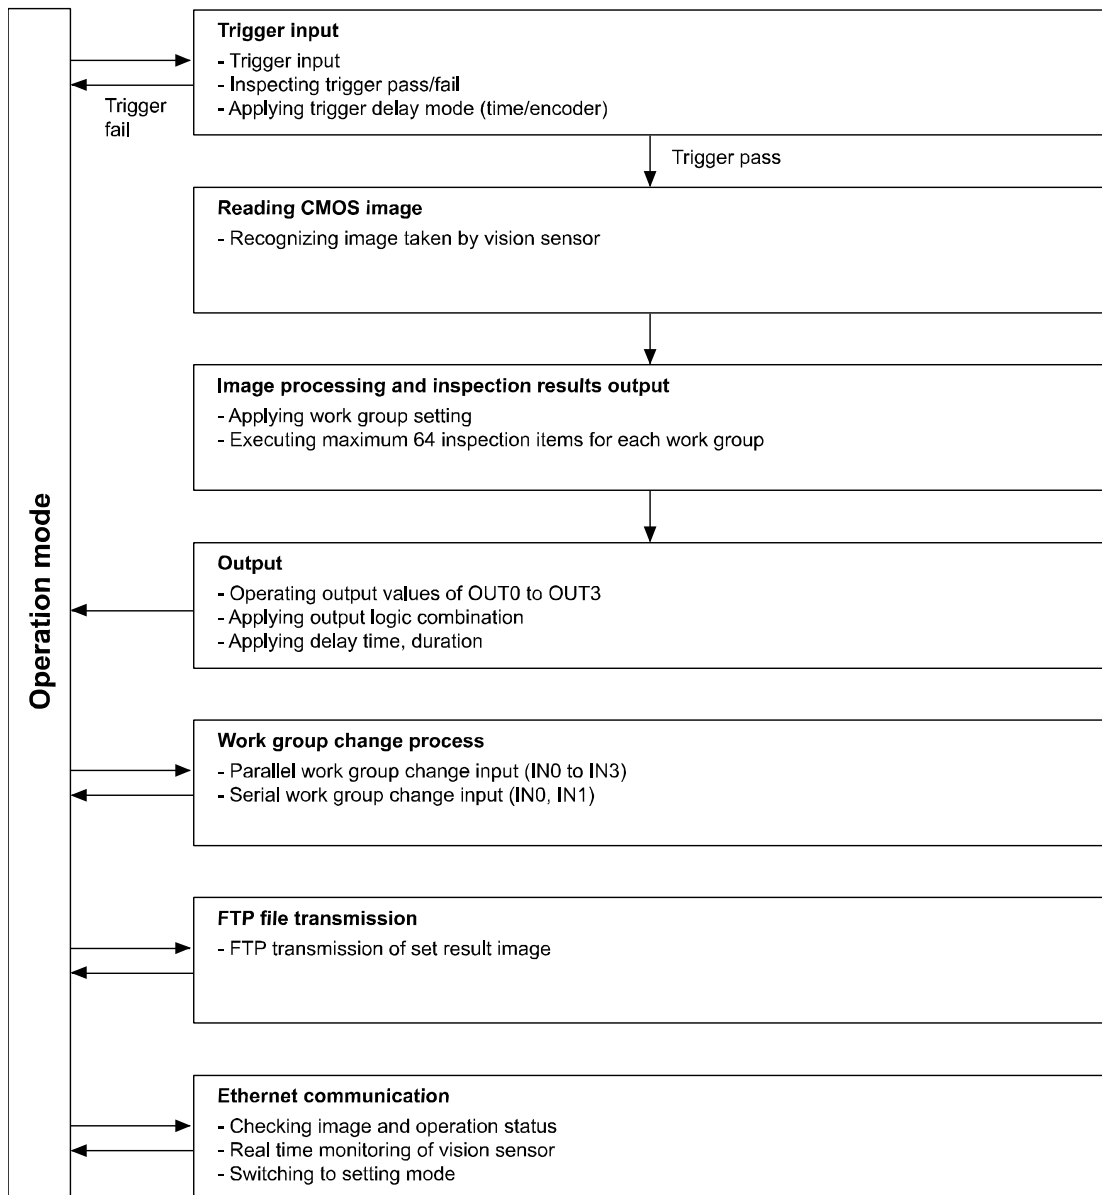 Operation mode
Trigger input
- Trigger input
- Inspecting trigger pass/fail
- Applying trigger delay mode (time/encoder)
Trigger
fail
Trigger pass
Reading CMOS image
- Recognizing image taken by vision sensor
Image processing and inspection results output
- Applying work group setting
- Executing maximum 64 inspection items for each work group
Output
- Operating output values of OUT0 to OUT3
- Applying output logic combination
- Applying delay time, duration
Work group change process
- Parallel work group change input (IN0 to IN3)
- Serial work group change input (IN0, IN1)
FTP file transmission
- FTP transmission of set result image
Ethernet communication
- Checking image and operation status
- Real time monitoring of vision sensor
- Switching to setting mode